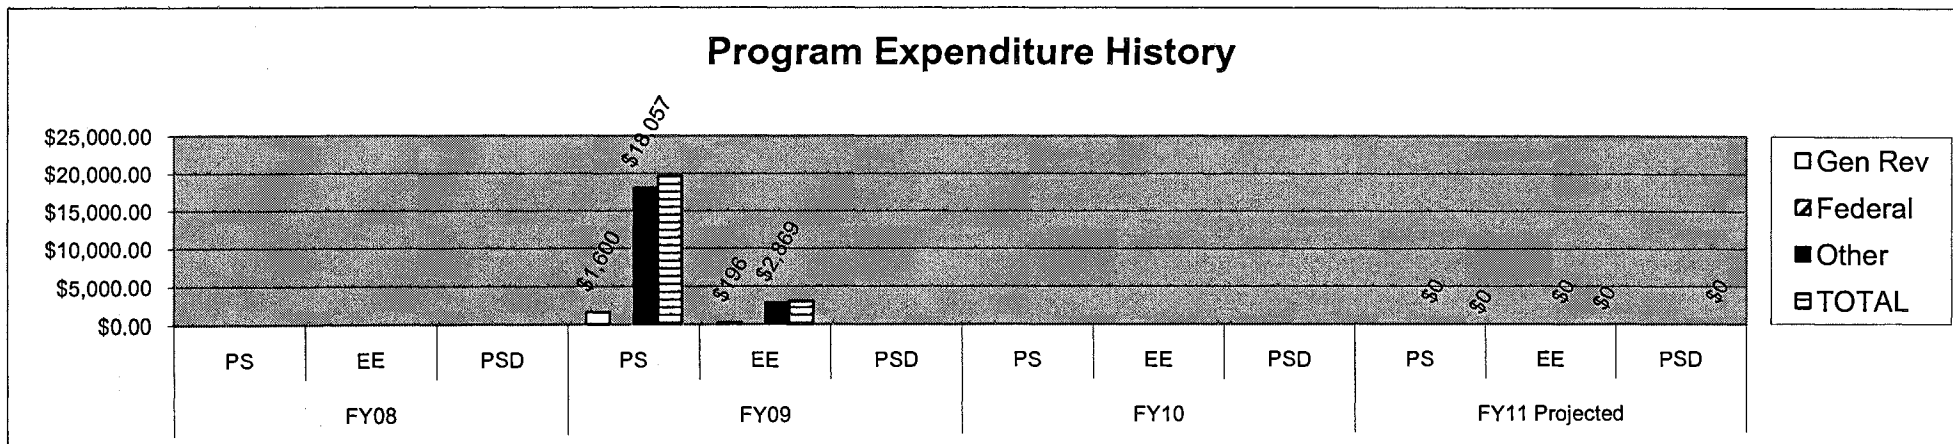 Program Expenditure History
$25,000.00
$20,000.00
$15,000.00
$10,000.00
$5,000.00
$0.00
$1,600
$18,057
$196
$2,869
$0
$0
$0
$0
$0
PS
EE
PSD
PS
EE
PSD
PS
EE
PSD
PS
EE
PSD
FY08
FY09
FY10
FY11 Projected
Gen Rev
Federal
Other
TOTAL